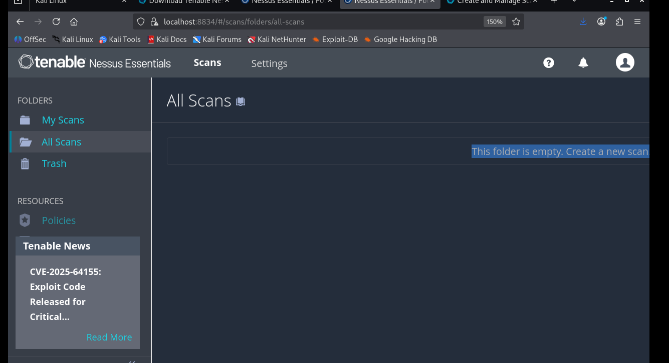 Kali Linux
Download Tenable Ne
Nessus Essentials / Fo
Nessus Essentials / Fo
Create and Manage S
localhost:8834/#/scans/folders/all-scans
150%
OffSec
Kali Linux
Kali Tools
Kali Docs
Kali Forums
Kali NetHunter
Exploit-DB
Google Hacking DB
tenable Nessus Essentials
Scans
Settings
FOLDERS
My Scans
All Scans
Trash
RESOURCES
Policies
Tenable News
CVE-2025-64155:
Exploit Code
Released for
Critical...
Read More
All Scans
This folder is empty. Create a new scan